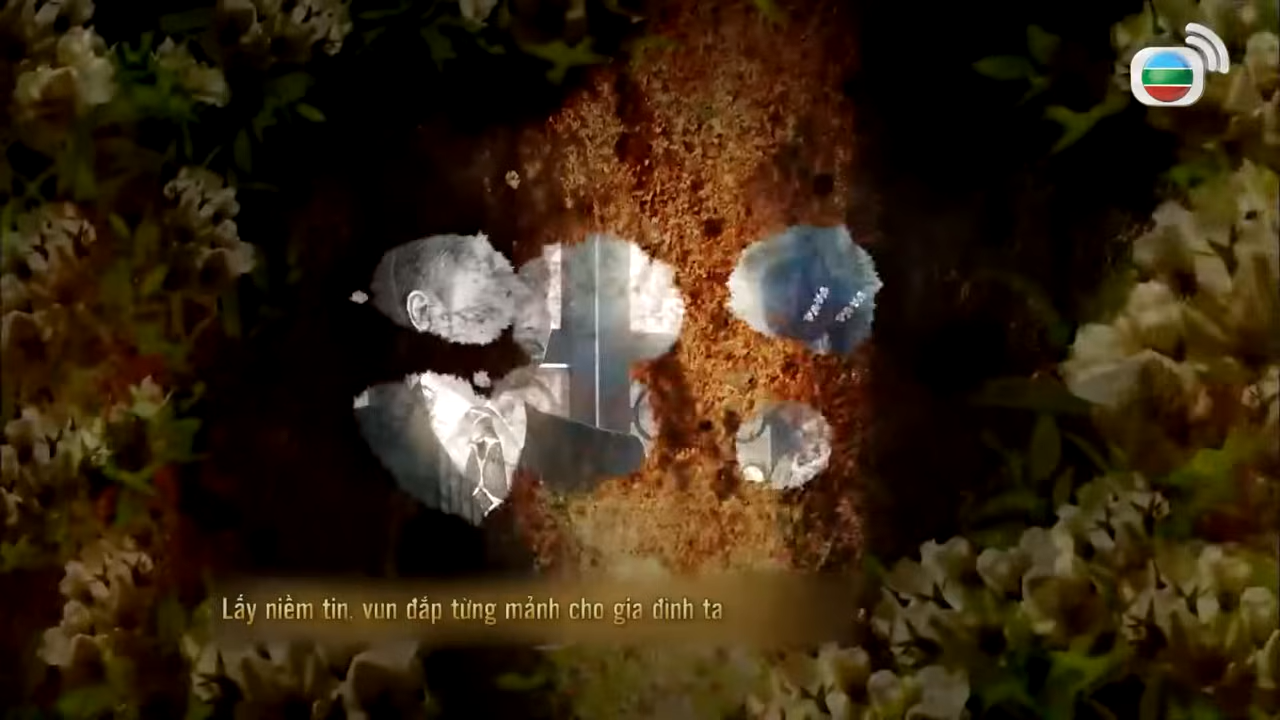 Lấy niềm tin, vun đắp từng mảnh cho gia đình ta